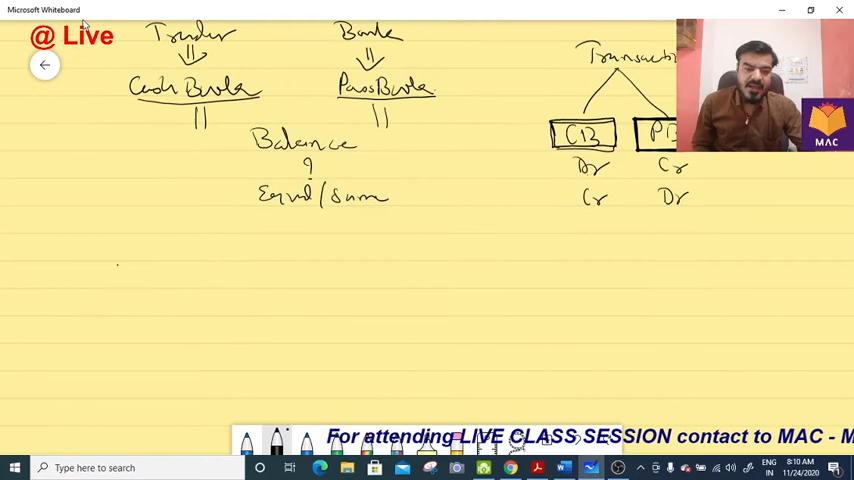 Microsoft Whiteboard
@ Live
Trader
Bank
Cash Book
Pass Book
Balance
?
Equal/Same
Transacti
CB
PB
Dr
Cr
Cr
Dr
MAC
For attending LIVE CLASS SESSION contact to MAC - M
Type here to search
ENG
IN
8:10 AM
11/24/2020